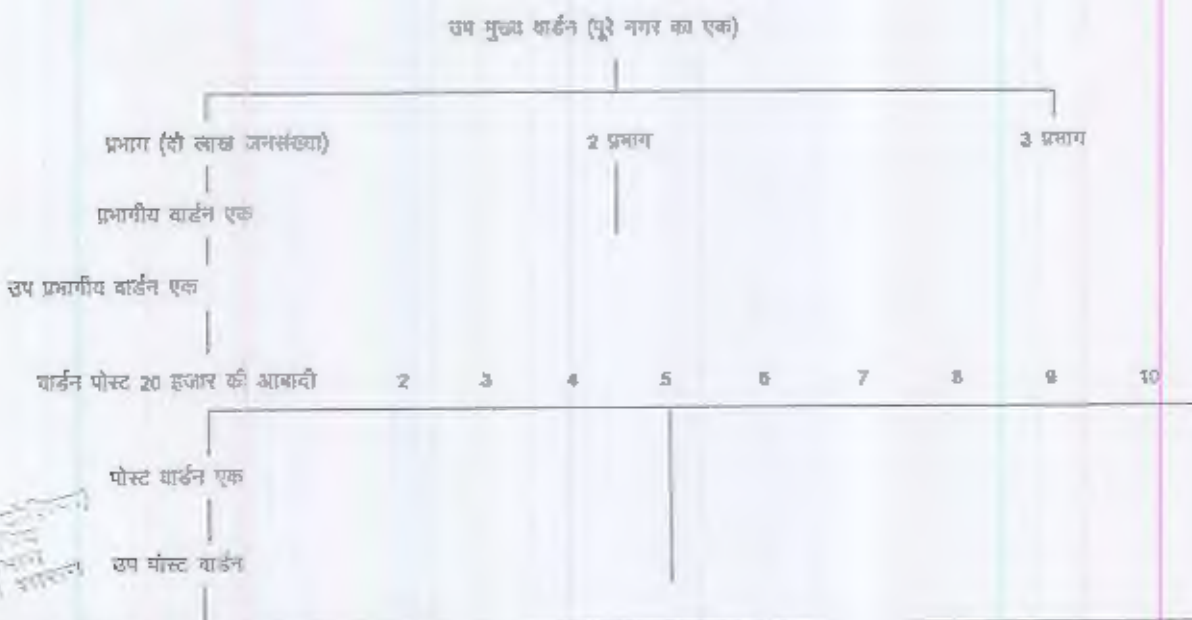 उप मुख्य वार्डन (पूरे नगर का एक)
प्रभाग (दो लाख जनसंख्या) 2 प्रभाग 3 प्रभाग
प्रभागीय वार्डन एक
उप प्रभागीय वार्डन एक
वार्डन पोस्ट 20 हजार की आबादी 2 3 4 5 6 7 8 9 10
पोस्ट वार्डन एक
उप पोस्ट वार्डन